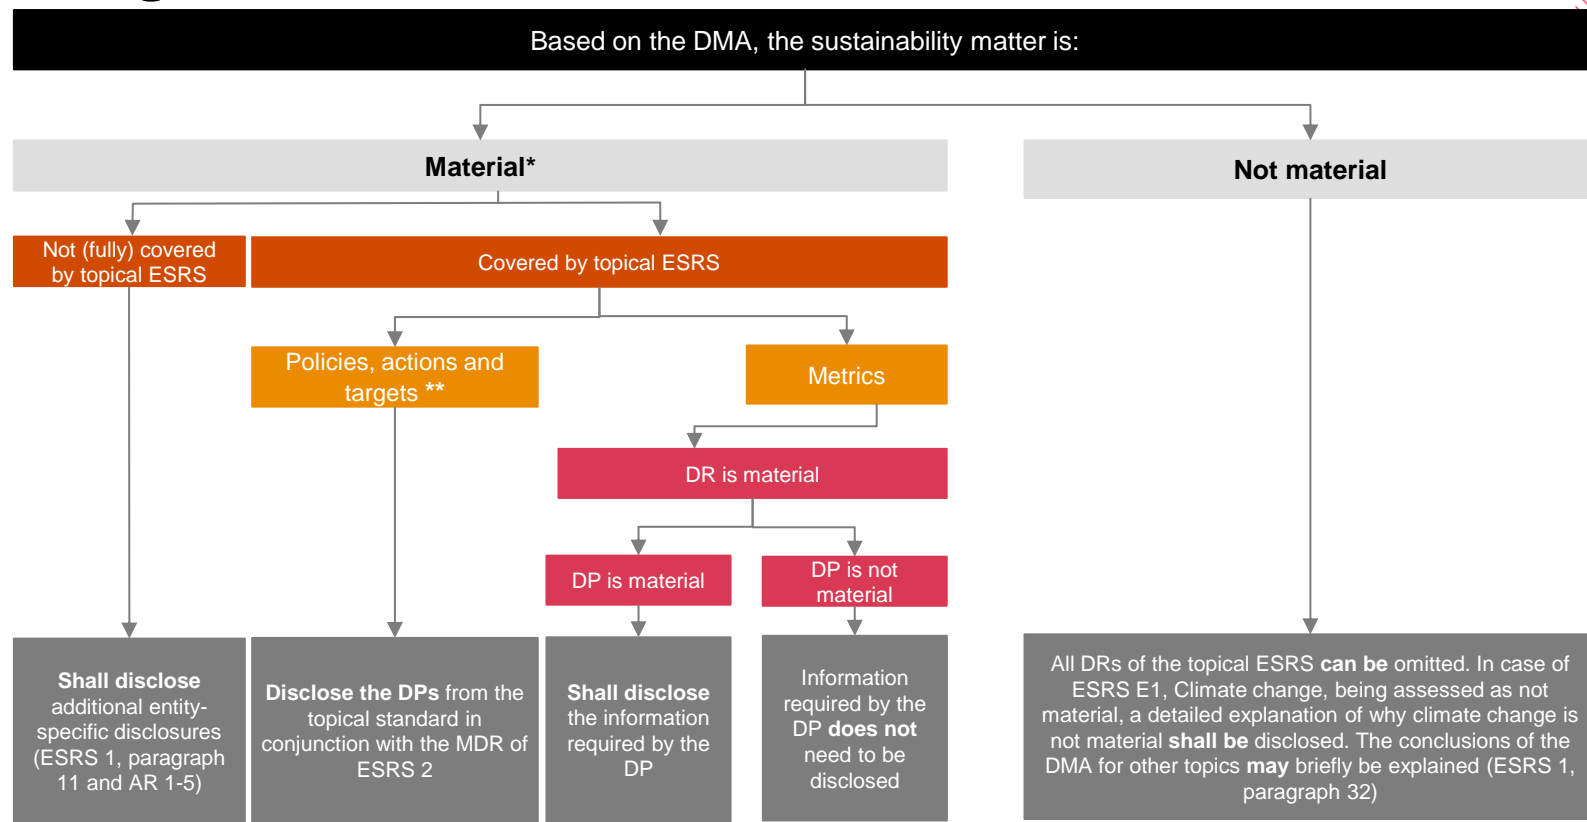 Based on the DMA, the sustainability matter is:
Material*
Not material
Not (fully) covered
by topical ESRS
Covered by topical ESRS
Policies, actions and
targets **
Metrics
DR is material
DP is material
DP is not
material
Shall disclose
additional entity-
specific disclosures
(ESRS 1, paragraph
11 and AR 1-5)
Disclose the DPs from the
topical standard in
conjunction with the MDR of
ESRS 2
Shall disclose
the information
required by the
DP
Information
required by the
DP does not
need to be
disclosed
All DRs of the topical ESRS can be omitted. In case of
ESRS E1, Climate change, being assessed as not
material, a detailed explanation of why climate change is
not material shall be disclosed. The conclusions of the
DMA for other topics may briefly be explained (ESRS 1,
paragraph 32)